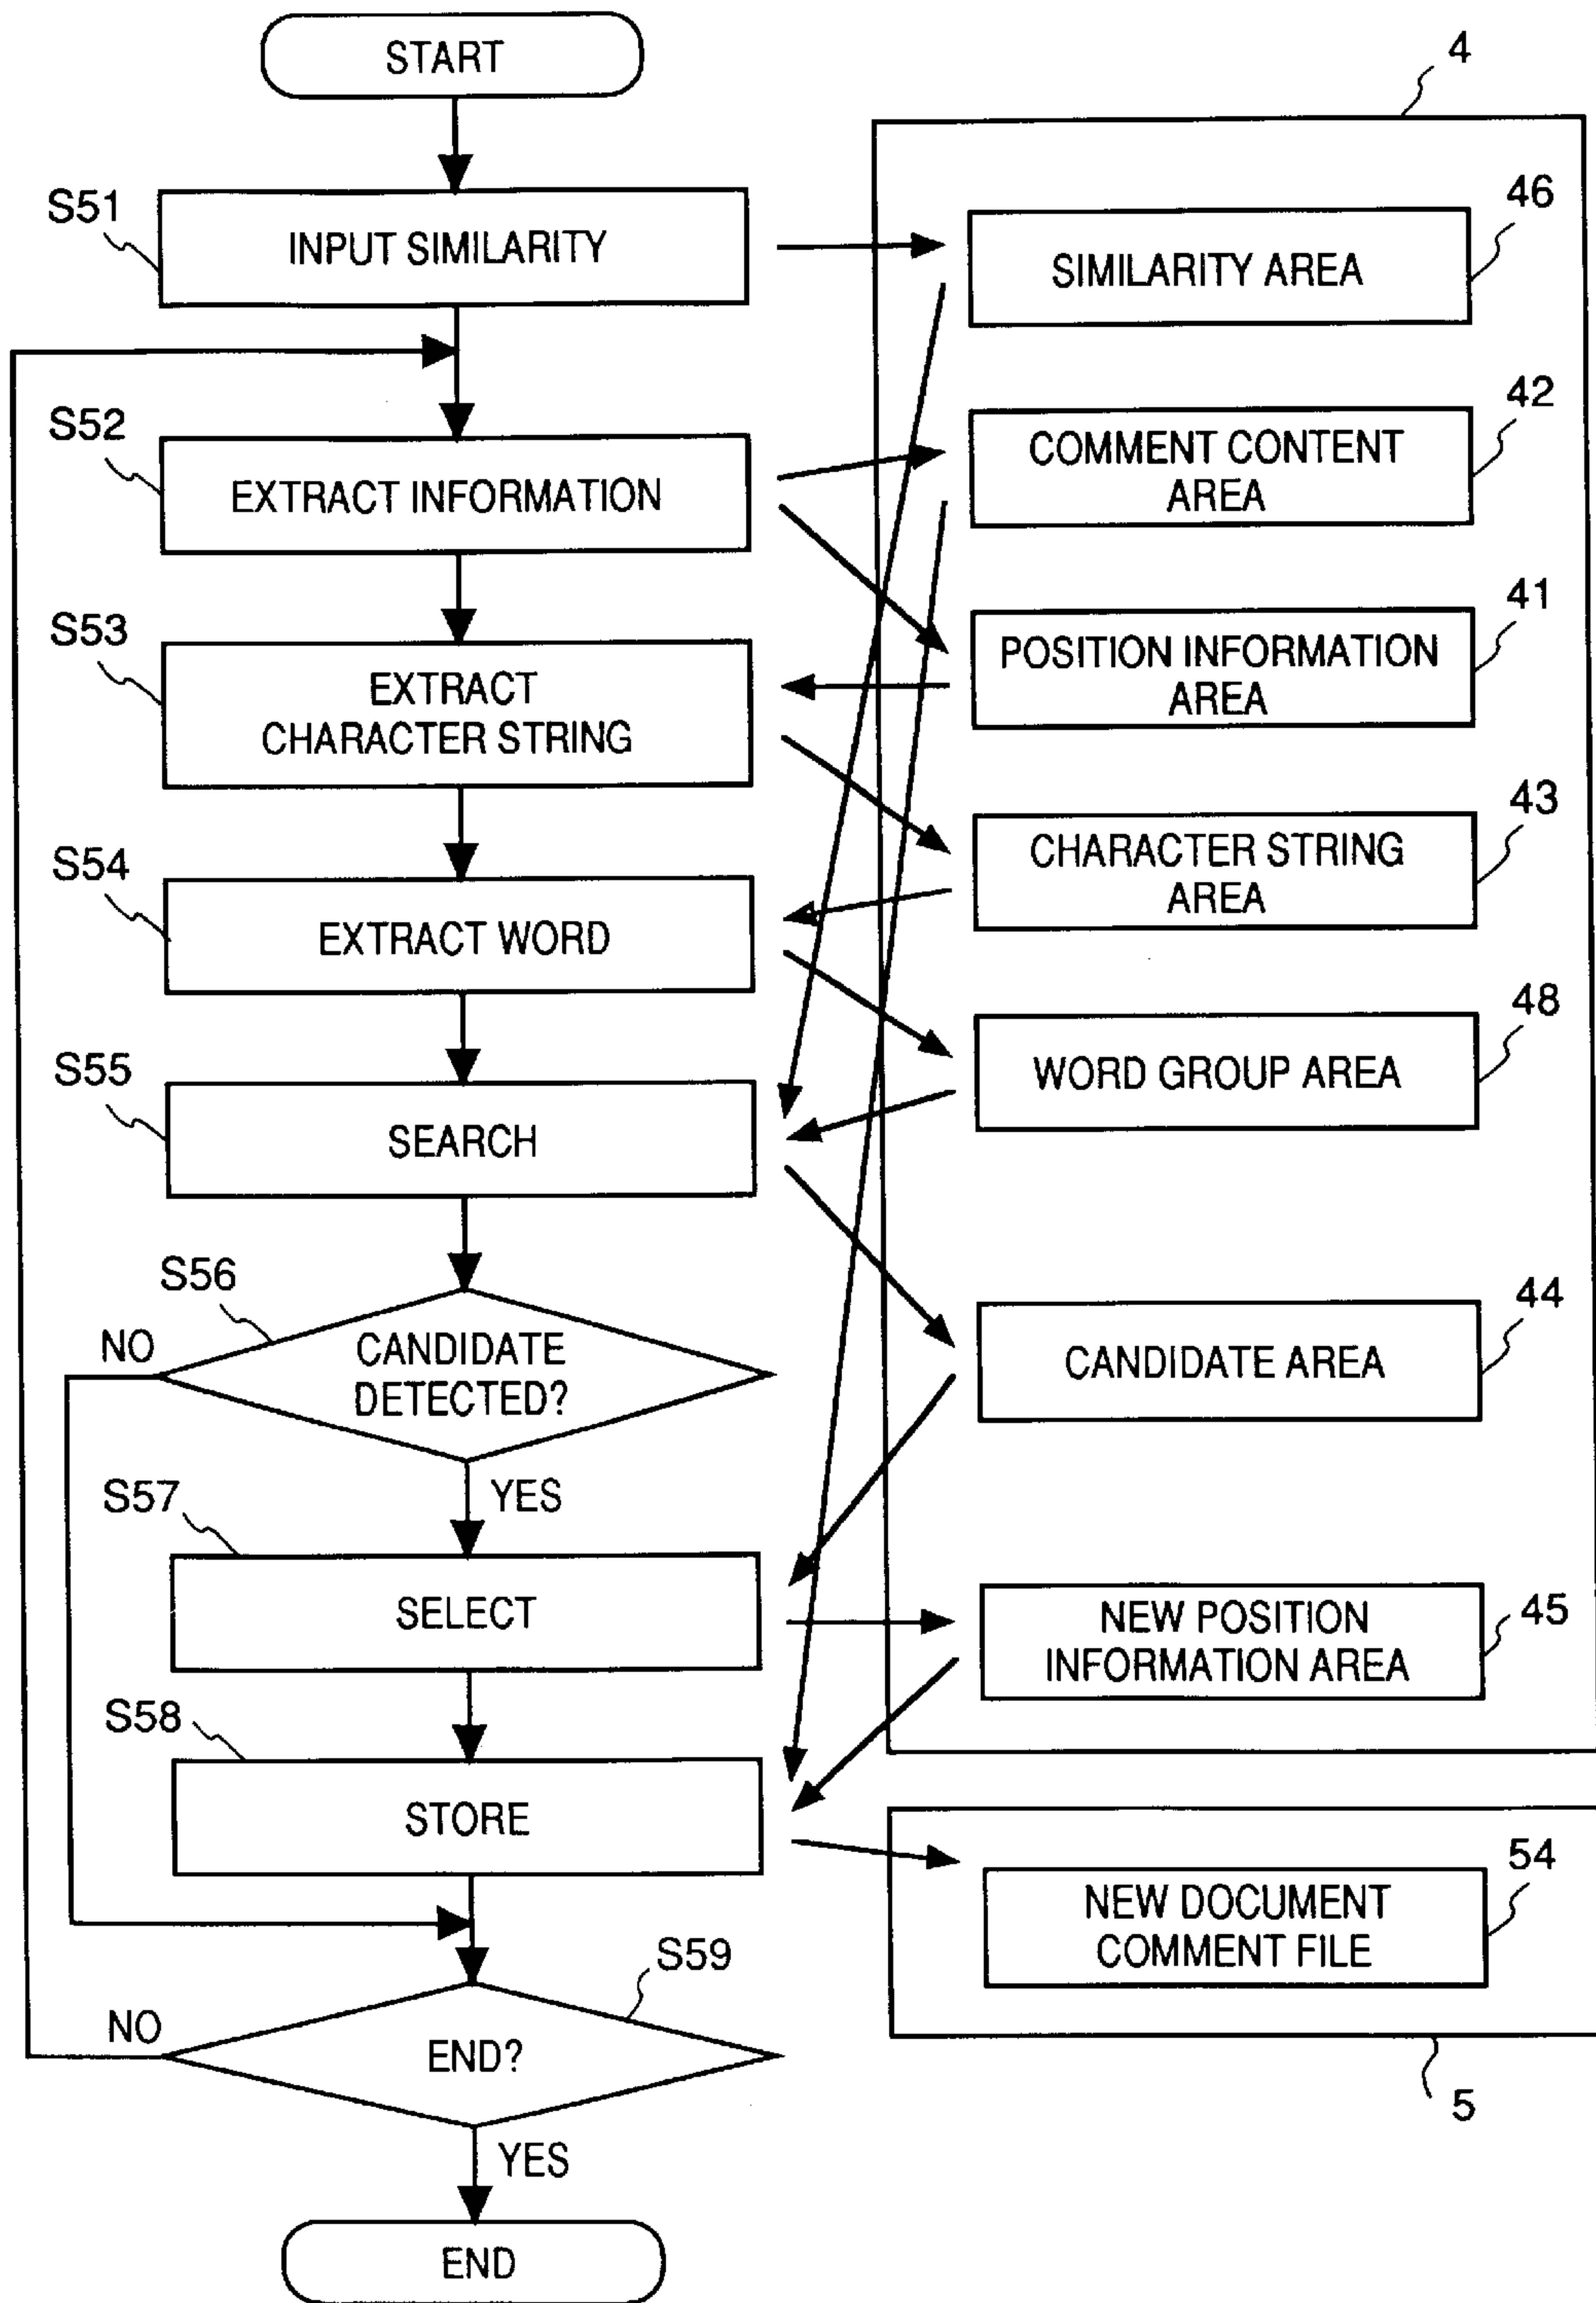 START
4
S51
INPUT SIMILARITY
46
SIMILARITY AREA
S52
EXTRACT INFORMATION
42
COMMENT CONTENT
AREA
S53
EXTRACT
CHARACTER STRING
41
POSITION INFORMATION
AREA
43
CHARACTER STRING
AREA
S54
EXTRACT WORD
48
WORD GROUP AREA
S55
SEARCH
S56
NO
CANDIDATE
DETECTED?
44
CANDIDATE AREA
YES
S57
SELECT
45
NEW POSITION
INFORMATION AREA
S58
STORE
54
NEW DOCUMENT
COMMENT FILE
S59
NO
END?
5
YES
END